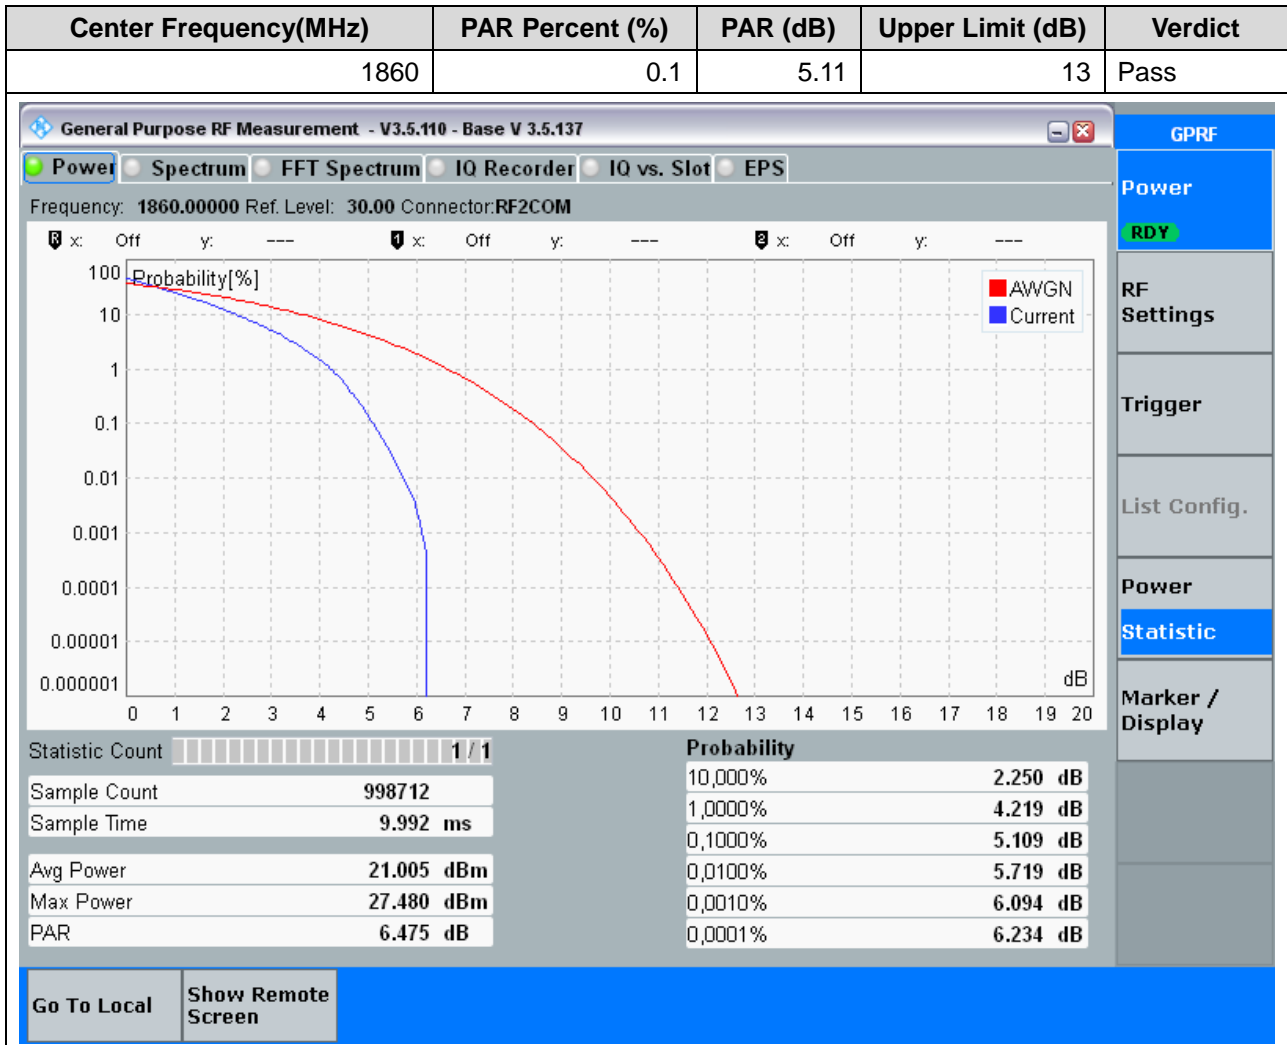 Center Frequency(MHz) PAR Percent (%) PAR (dB) Upper Limit (dB) Verdict
1860 0.1 5.11 13 Pass
General Purpose RF Measurement - V3.5.110 - Base V 3.5.137
GPRF
Power Spectrum FFT Spectrum IQ Recorder IQ vs. Slot EPS
Frequency: 1860.00000 Ref. Level: 30.00 Connector:RF2COM
R x: Off y: --- 1 x: Off y: --- 2 x: Off y: ---
Probability[%]
AWGN
Current
100
10
1
0.1
0.01
0.001
0.0001
0.00001
0.000001
dB
0 1 2 3 4 5 6 7 8 9 10 11 12 13 14 15 16 17 18 19 20
Statistic Count 1 / 1
Sample Count 998712
Sample Time 9.992 ms
Avg Power 21.005 dBm
Max Power 27.480 dBm
PAR 6.475 dB
Probability
10,000% 2.250 dB
1,0000% 4.219 dB
0,1000% 5.109 dB
0,0100% 5.719 dB
0,0010% 6.094 dB
0,0001% 6.234 dB
Power
RDY
RF
Settings
Trigger
List Config.
Power
Statistic
Marker /
Display
Go To Local
Show Remote
Screen